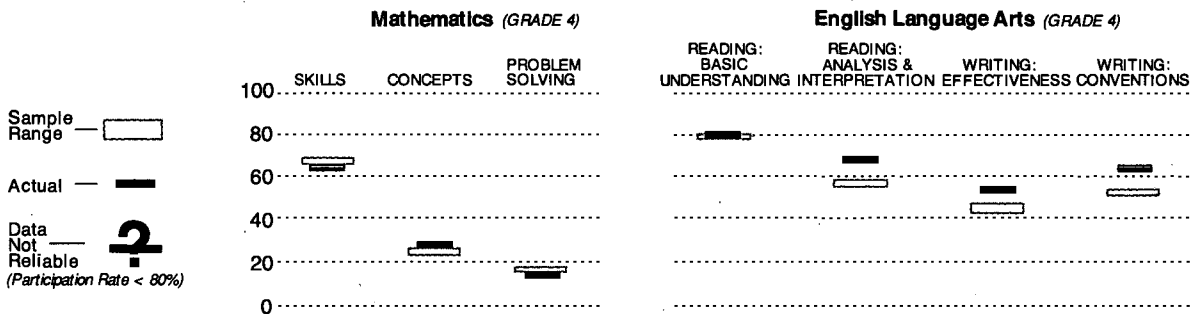 Mathematics (GRADE 4)
SKILLS
CONCEPTS
PROBLEM
SOLVING
100
80
60
40
20
0
English Language Arts (GRADE 4)
READING:
BASIC
UNDERSTANDING
READING:
ANALYSIS &
INTERPRETATION
WRITING:
EFFECTIVENESS
WRITING:
CONVENTIONS
Sample
Range
Actual
Data
Not
Reliable
?
(Participation Rate < 80%)